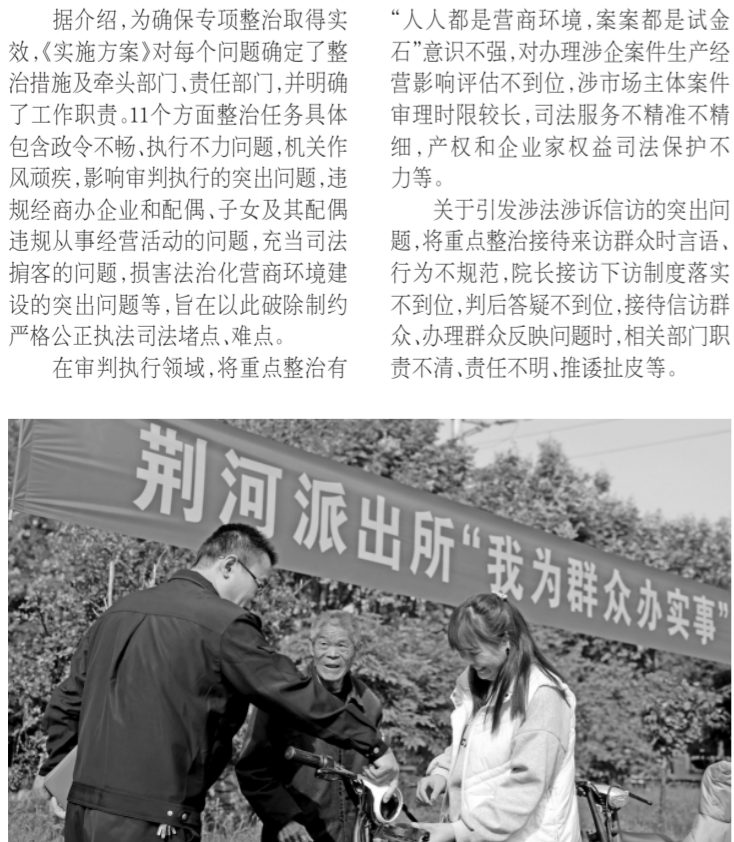 据介绍，为确保专项整治取得实
效，《实施方案》对每个问题确定了整
治措施及牵头部门、责任部门，并明确
了工作职责。11个方面整治任务具体
包含政令不畅、执行不力问题，机关作
风顽疾，影响审判执行的突出问题，违
规经商办企业和配偶、子女及其配偶
违规从事经营活动的问题，充当司法
掮客的问题，损害法治化营商环境建
设的突出问题等，旨在以此破除制约
严格公正执法司法堵点、难点。
在审判执行领域，将重点整治有
“人人都是营商环境，案案都是试金
石”意识不强，对办理涉企案件生产经
营影响评估不到位，涉市场主体案件
审理时限较长，司法服务不精准不精
细，产权和企业家权益司法保护不
力等。
关于引发涉法涉诉信访的突出问
题，将重点整治接待来访群众时言语、
行为不规范，院长接访下访制度落实
不到位，判后答疑不到位，接待信访群
众、办理群众反映问题时，相关部门职
责不清、责任不明、推诿扯皮等。
荆河派出所“我为群众办实事”